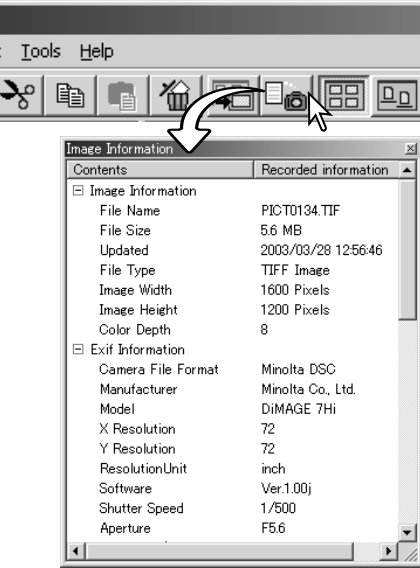 Tools Help
Image Information
Contents Recorded information
Image Information
File Name PICT0134.TIF
File Size 5.6 MB
Updated 2003/03/28 12:56:46
File Type TIFF Image
Image Width 1600 Pixels
Image Height 1200 Pixels
Color Depth 8
Exif Information
Camera File Format Minolta DSC
Manufacturer Minolta Co., Ltd.
Model DiMAGE 7Hi
X Resolution 72
Y Resolution 72
ResolutionUnit inch
Software Ver.1.00j
Shutter Speed 1/500
Aperture F5.6